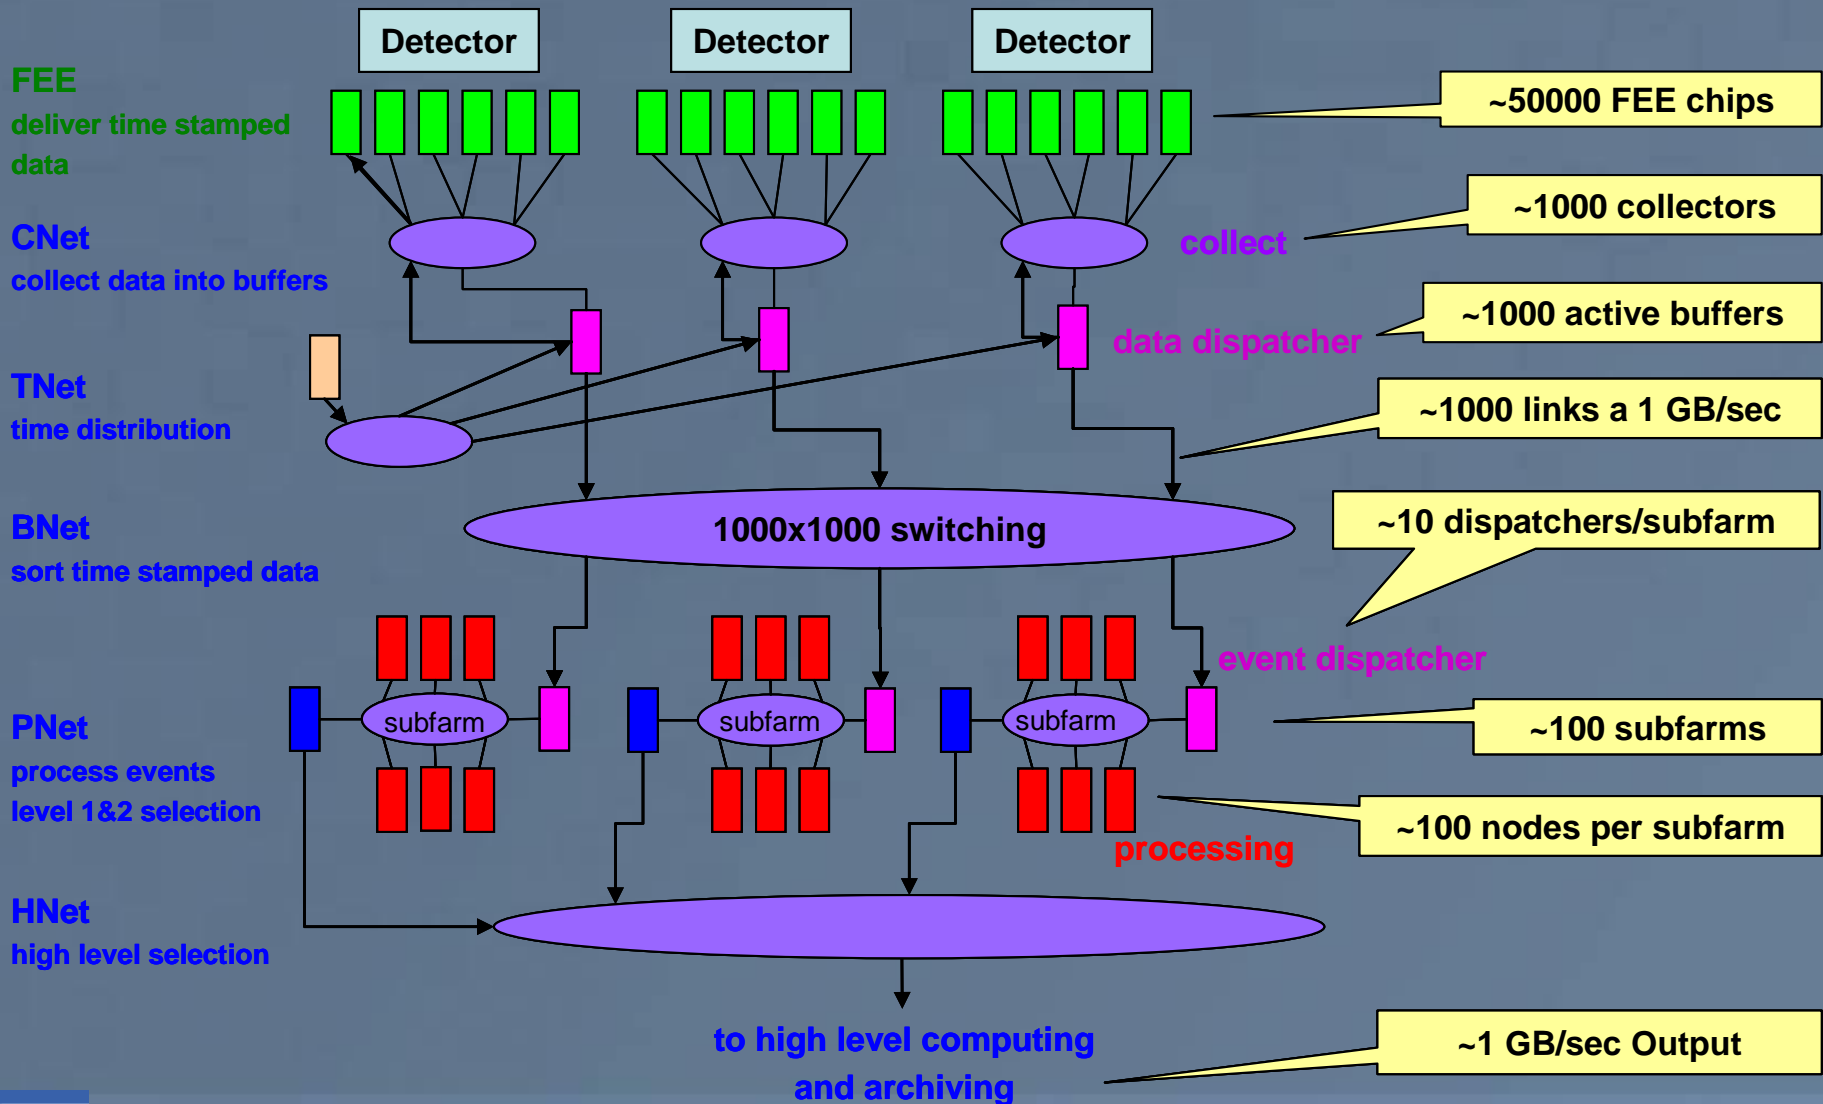 Detector
Detector
Detector
FEE
deliver time stamped
data
~50000 FEE chips
~1000 collectors
CNet
collect data into buffers
collect
~1000 active buffers
data dispatcher
TNet
time distribution
~1000 links a 1 GB/sec
BNet
sort time stamped data
1000x1000 switching
~10 dispatchers/subfarm
event dispatcher
PNet
process events
level 1&2 selection
subfarm
subfarm
subfarm
~100 subfarms
~100 nodes per subfarm
processing
HNet
high level selection
to high level computing
and archiving
~1 GB/sec Output